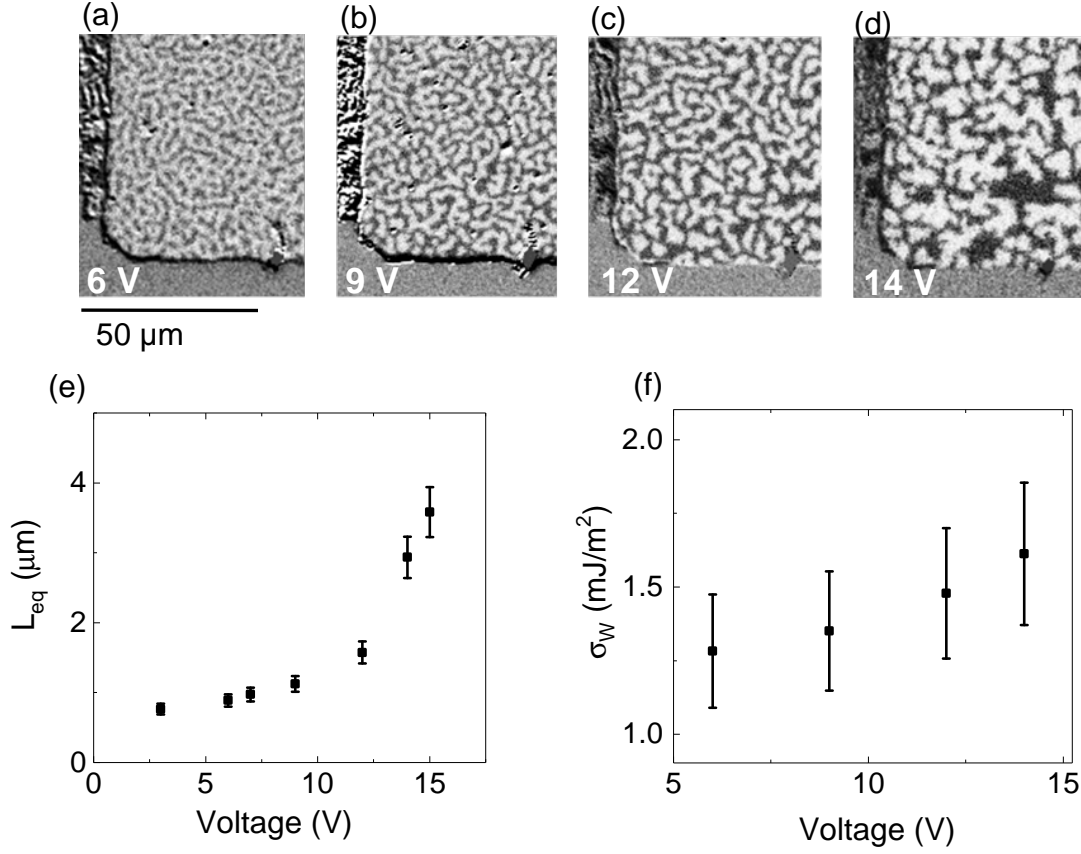 (a)
(b)
(c)
(d)
6 V
9 V
12 V
14 V
50 µm
(e)
4
2
0
0
5
10
15
L_eq (µm)
Voltage (V)
(f)
2.0
1.5
1.0
5
10
15
σ_W (mJ/m²)
Voltage (V)